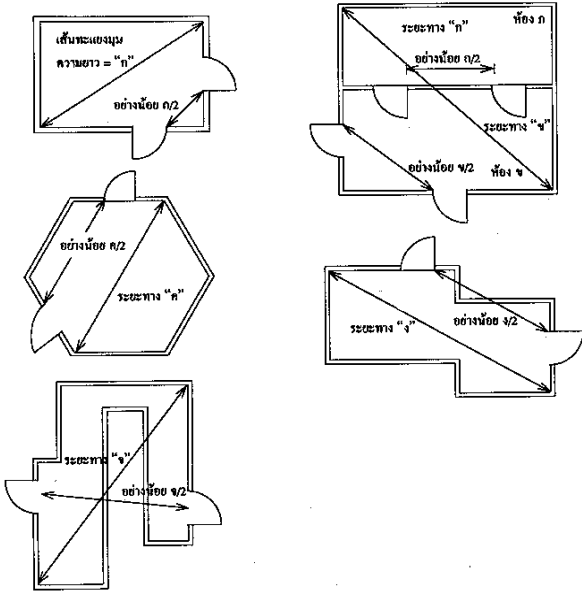 เส้นทะแยงมุม
ความยาว = "ก"
อย่างน้อย ก/2
ระยะทาง "ก"
ห้อง ก
อย่างน้อย ก/2
ระยะทาง "ข"
อย่างน้อย ข/2
ห้อง ข
อย่างน้อย ค/2
ระยะทาง "ค"
ระยะทาง "ง"
อย่างน้อย ง/2
ระยะทาง "จ"
อย่างน้อย จ/2